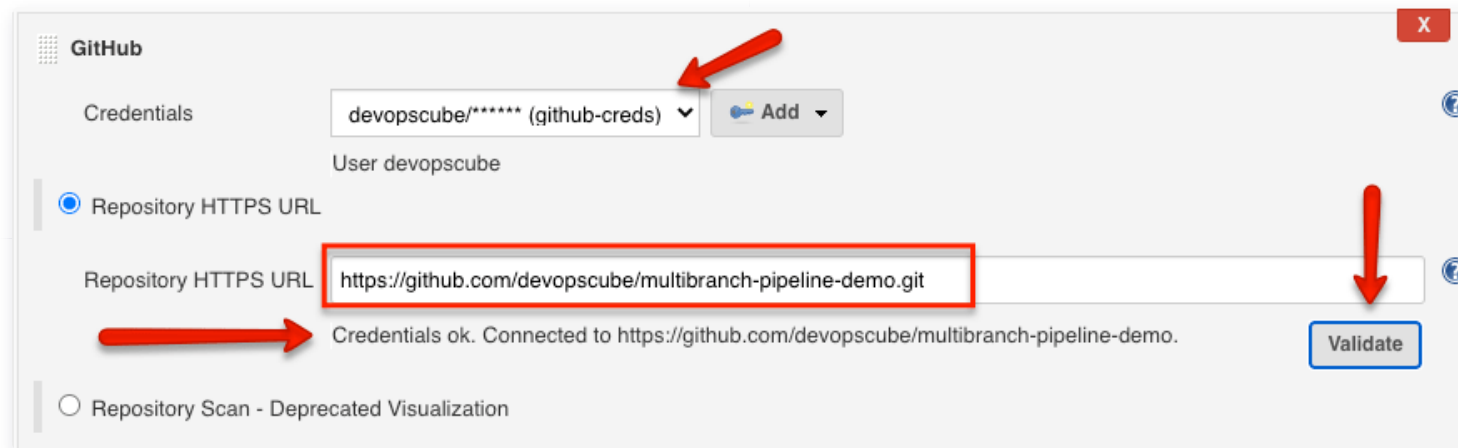 X
GitHub
Credentials devopscube/****** (github-creds) Add
User devopscube
Repository HTTPS URL
Repository HTTPS URL https://github.com/devopscube/multibranch-pipeline-demo.git
Credentials ok. Connected to https://github.com/devopscube/multibranch-pipeline-demo.
Validate
Repository Scan - Deprecated Visualization